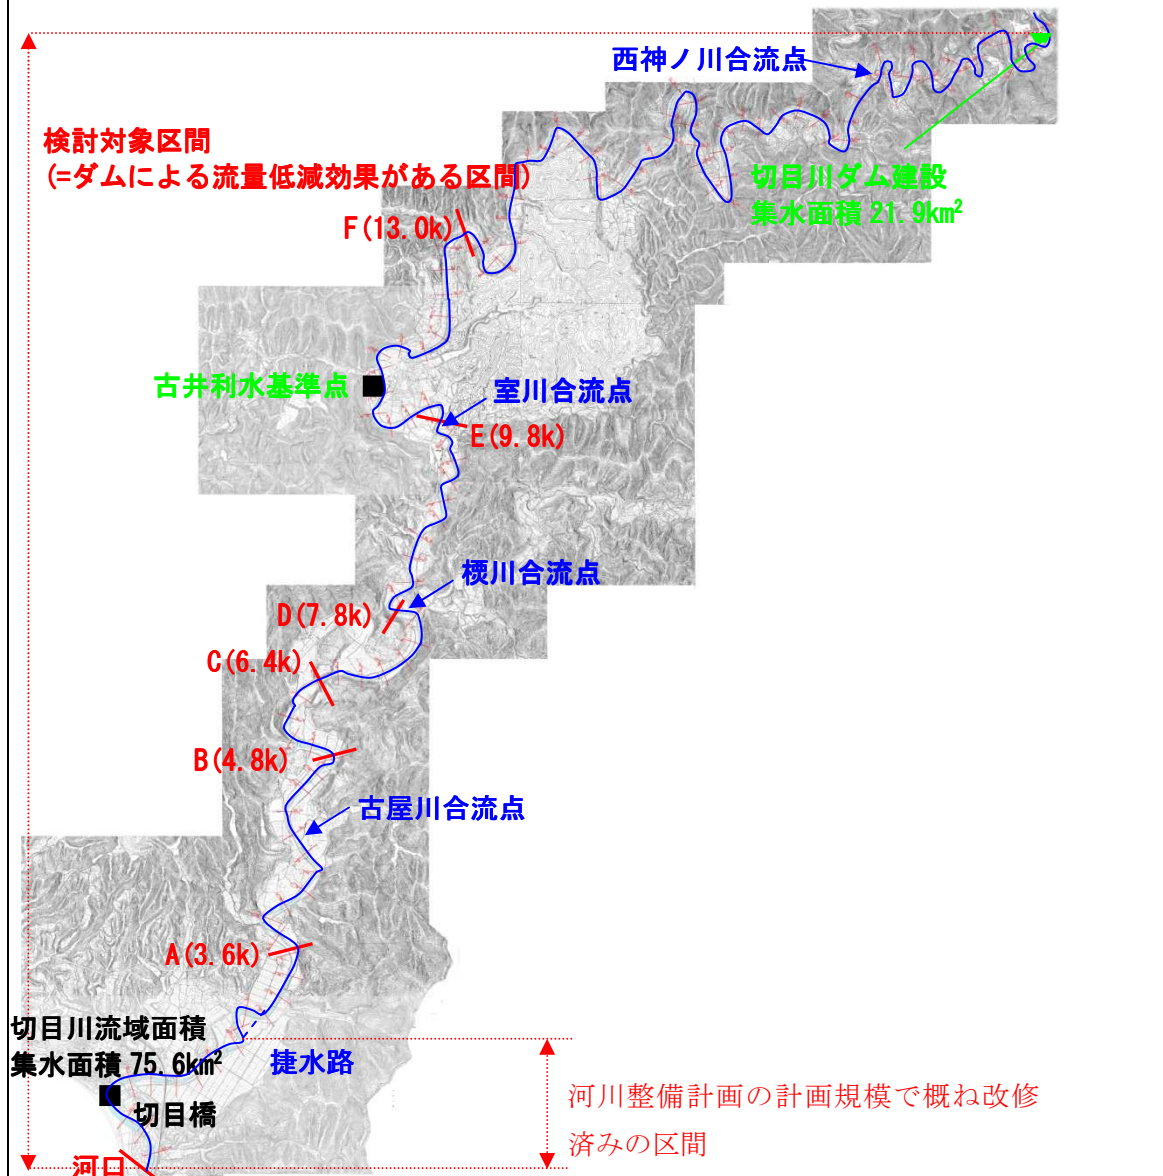 西神ノ川合流点
検討対象区間
(=ダムによる流量低減効果がある区間)
切目川ダム建設
集水面積 21.9km²
F(13.0k)
古井利水基準点
室川合流点
E(9.8k)
樮川合流点
D(7.8k)
C(6.4k)
B(4.8k)
古屋川合流点
A(3.6k)
切目川流域面積
集水面積 75.6km²
捷水路
切目橋
河川整備計画の計画規模で概ね改修
済みの区間
河口